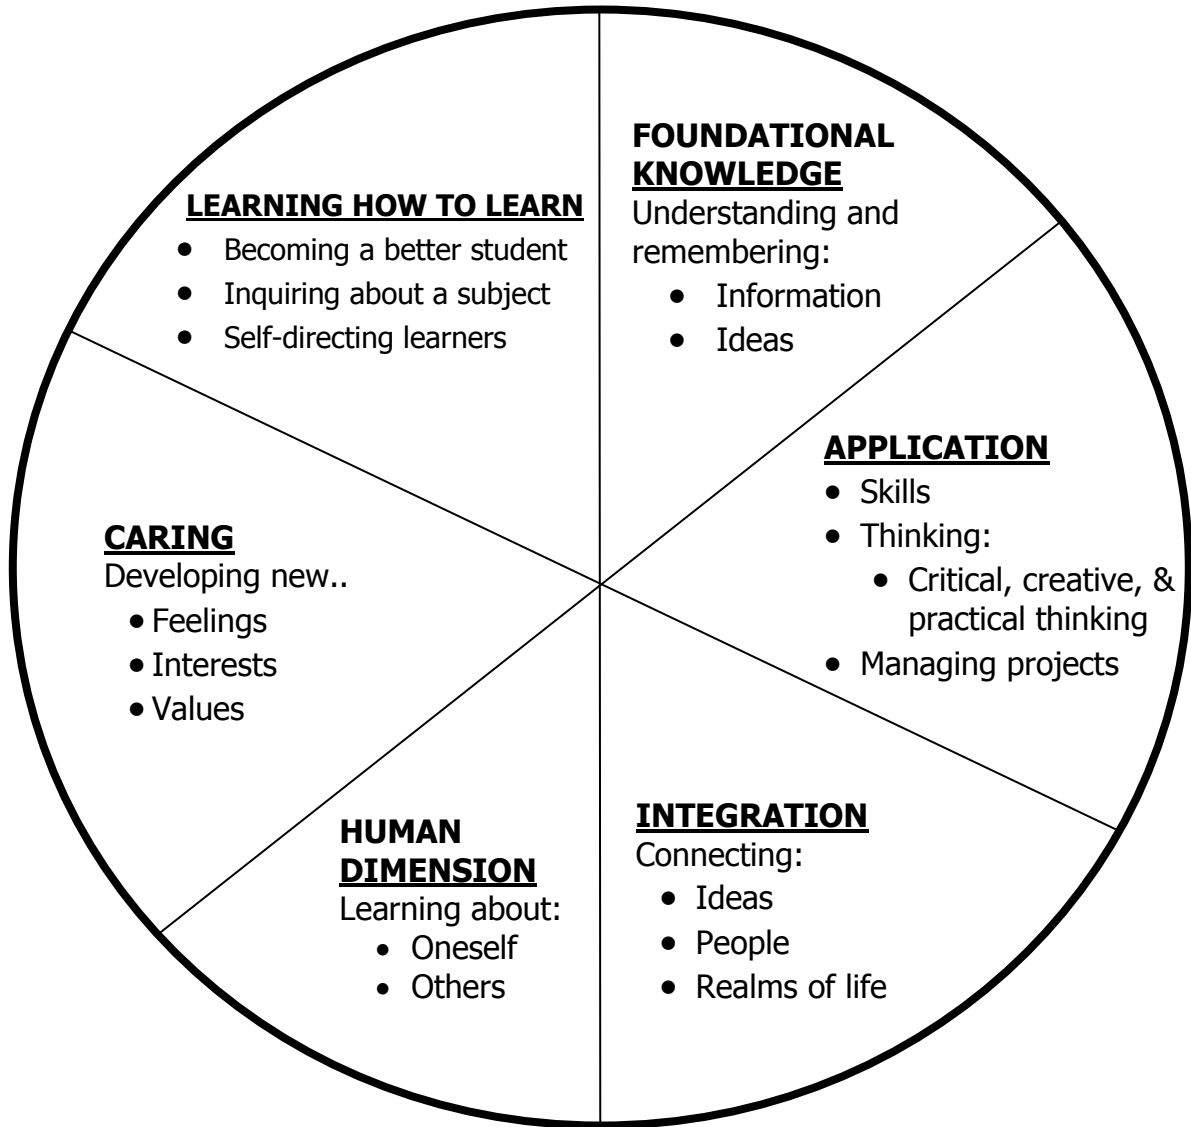 FOUNDATIONAL
KNOWLEDGE
Understanding and
remembering:
• Information
• Ideas
APPLICATION
• Skills
• Thinking:
• Critical, creative, &
practical thinking
• Managing projects
INTEGRATION
Connecting:
• Ideas
• People
• Realms of life
HUMAN
DIMENSION
Learning about:
• Oneself
• Others
CARING
Developing new..
• Feelings
• Interests
• Values
LEARNING HOW TO LEARN
• Becoming a better student
• Inquiring about a subject
• Self-directing learners